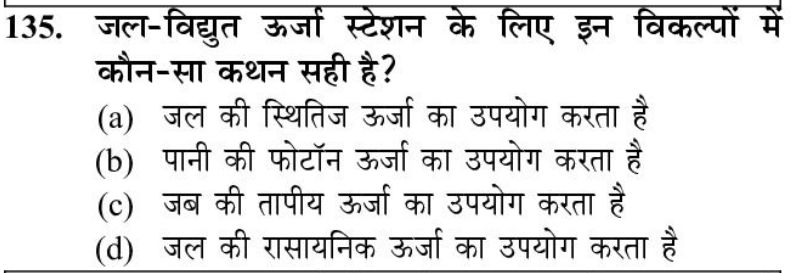 135. जल-विद्युत ऊर्जा स्टेशन के लिए इन विकल्पों में
कौन-सा कथन सही है?
(a) जल की स्थितिज ऊर्जा का उपयोग करता है
(b) पानी की फोटॉन ऊर्जा का उपयोग करता है
(c) जब की तापीय ऊर्जा का उपयोग करता है
(d) जल की रासायनिक ऊर्जा का उपयोग करता है